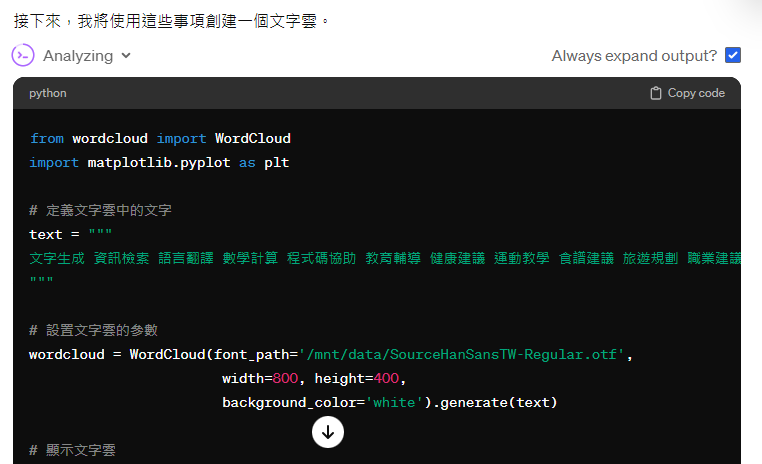 接下來，我將使用這些事項創建一個文字雲。
Analyzing
Always expand output?
python
Copy code
from wordcloud import WordCloud
import matplotlib.pyplot as plt
# 定義文字雲中的文字
text = """
文字生成 資訊檢索 語言翻譯 數學計算 程式碼協助 教育輔導 健康建議 運動教學 食譜建議 旅遊規劃 職業建議
"""
# 設置文字雲的參數
wordcloud = WordCloud(font_path='/mnt/data/SourceHanSansTW-Regular.otf',
width=800, height=400,
background_color='white').generate(text)
# 顯示文字雲